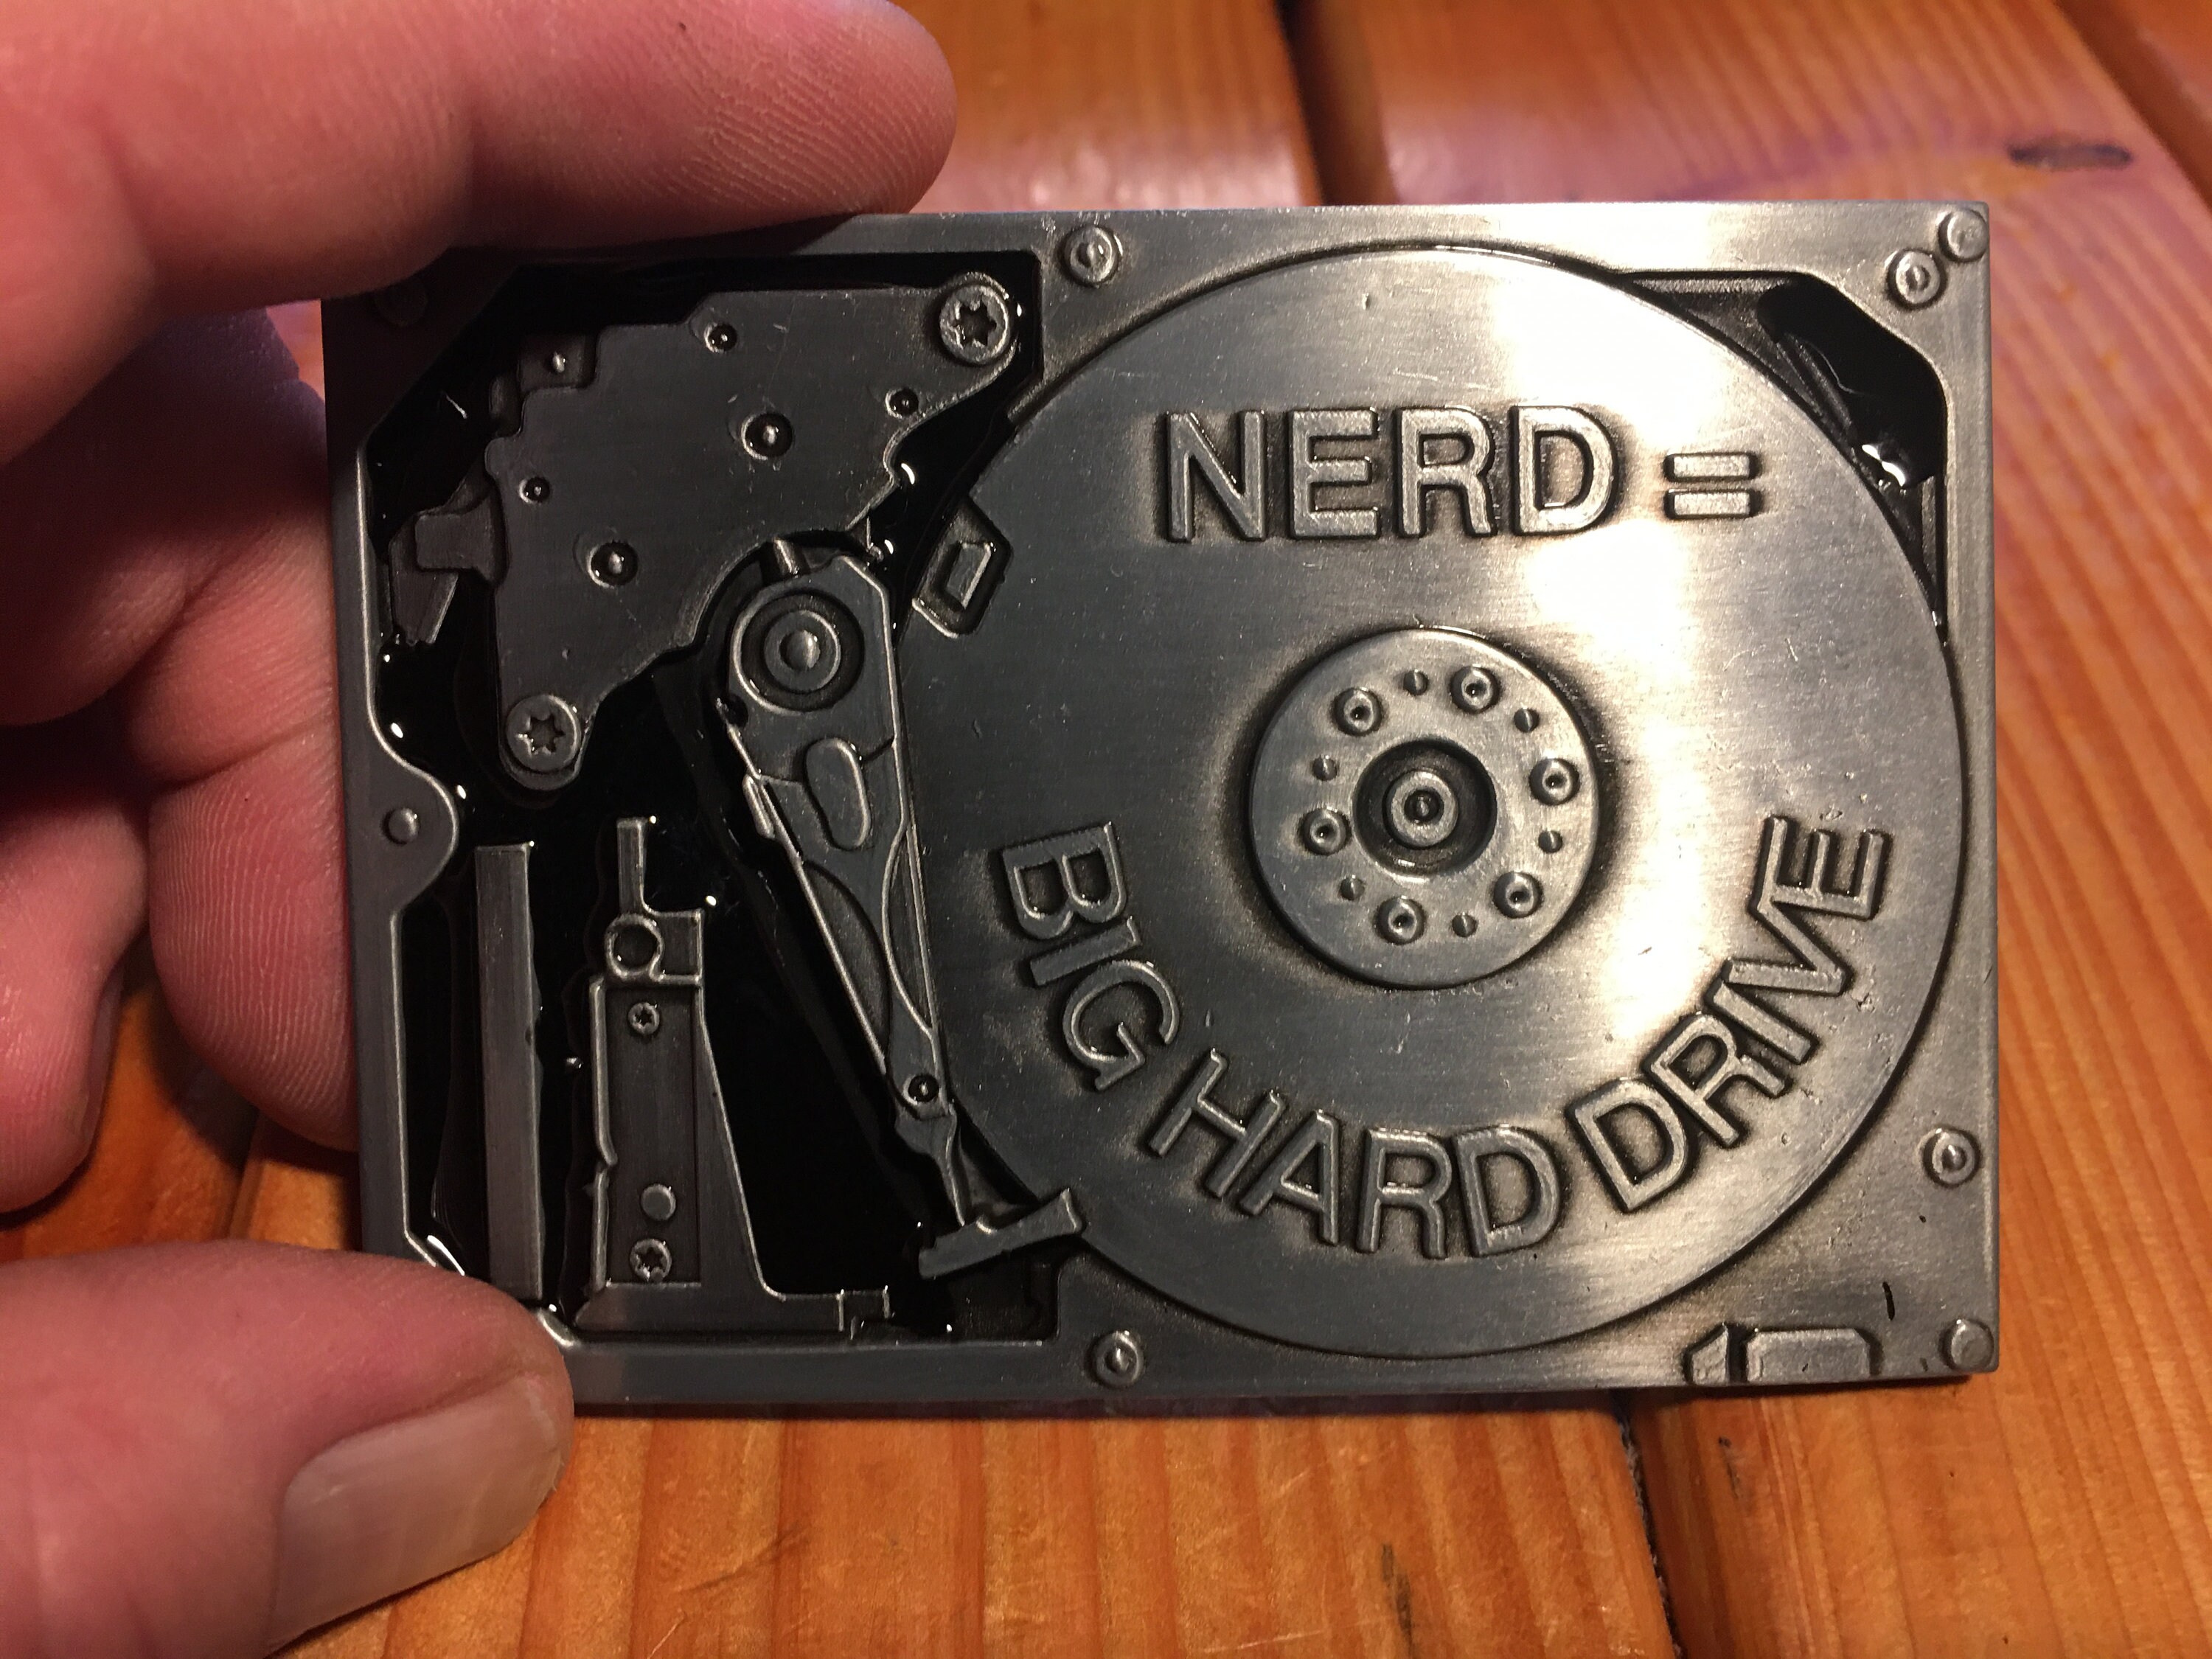 NERD =
BIG HARD DRIVE